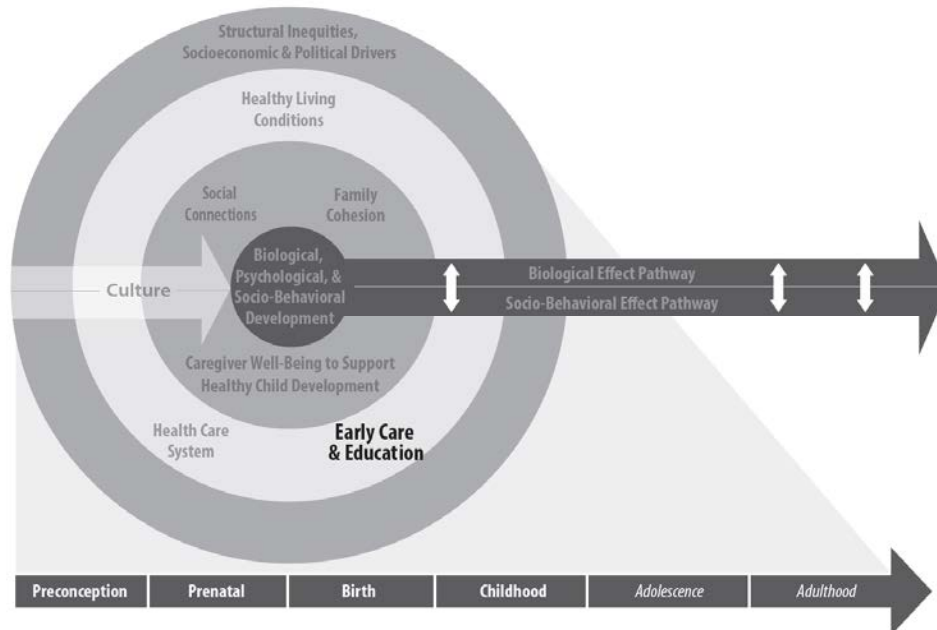 Structural Inequities,
Socioeconomic & Political Drivers
Healthy Living
Conditions
Social
Connections
Family
Cohesion
Culture
Biological,
Psychological, &
Socio-Behavioral
Development
Biological Effect Pathway
Socio-Behavioral Effect Pathway
Caregiver Well-Being to Support
Healthy Child Development
Health Care
System
Early Care
& Education
Preconception
Prenatal
Birth
Childhood
Adolescence
Adulthood